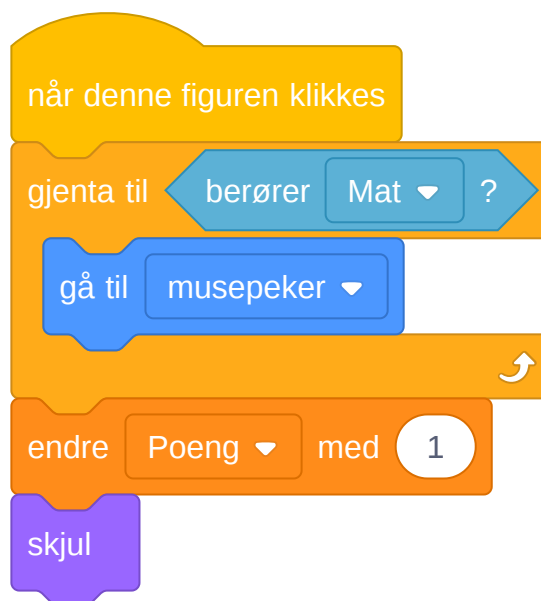 når denne figuren klikkes
gjenta til berører Mat ?
gå til musepeker
endre Poeng med 1
skjul